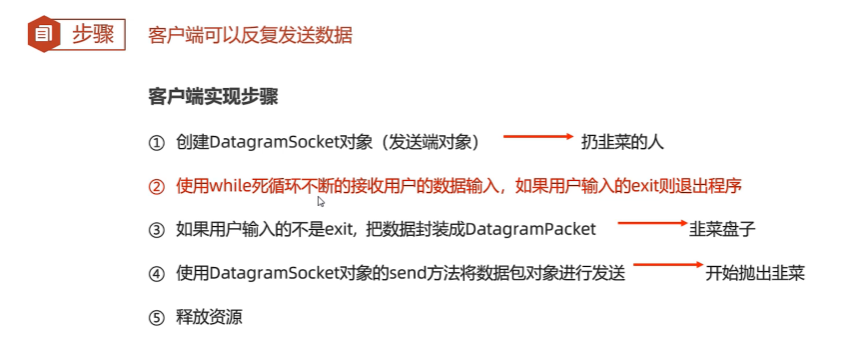 步骤 客户端可以反复发送数据
客户端实现步骤
① 创建DatagramSocket对象（发送端对象） 扔韭菜的人
② 使用while死循环不断的接收用户的数据输入，如果用户输入的exit则退出程序
③ 如果用户输入的不是exit, 把数据封装成DatagramPacket 韭菜盘子
④ 使用DatagramSocket对象的send方法将数据包对象进行发送 开始抛出韭菜
⑤ 释放资源